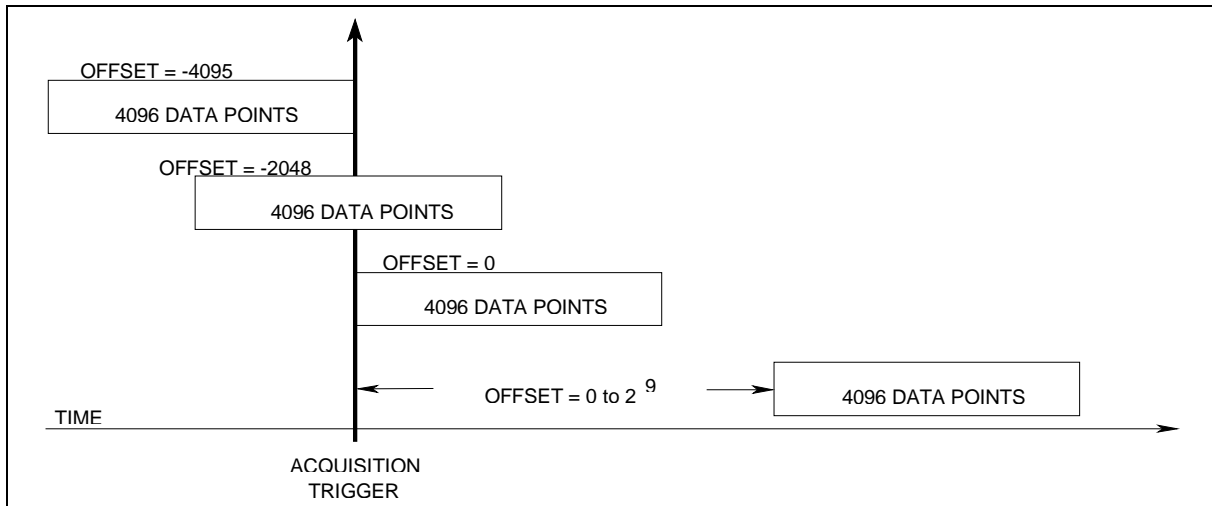 OFFSET = -4095
4096 DATA POINTS
OFFSET = -2048
4096 DATA POINTS
OFFSET = 0
4096 DATA POINTS
OFFSET = 0 to 2 9
4096 DATA POINTS
TIME
ACQUISITION
TRIGGER